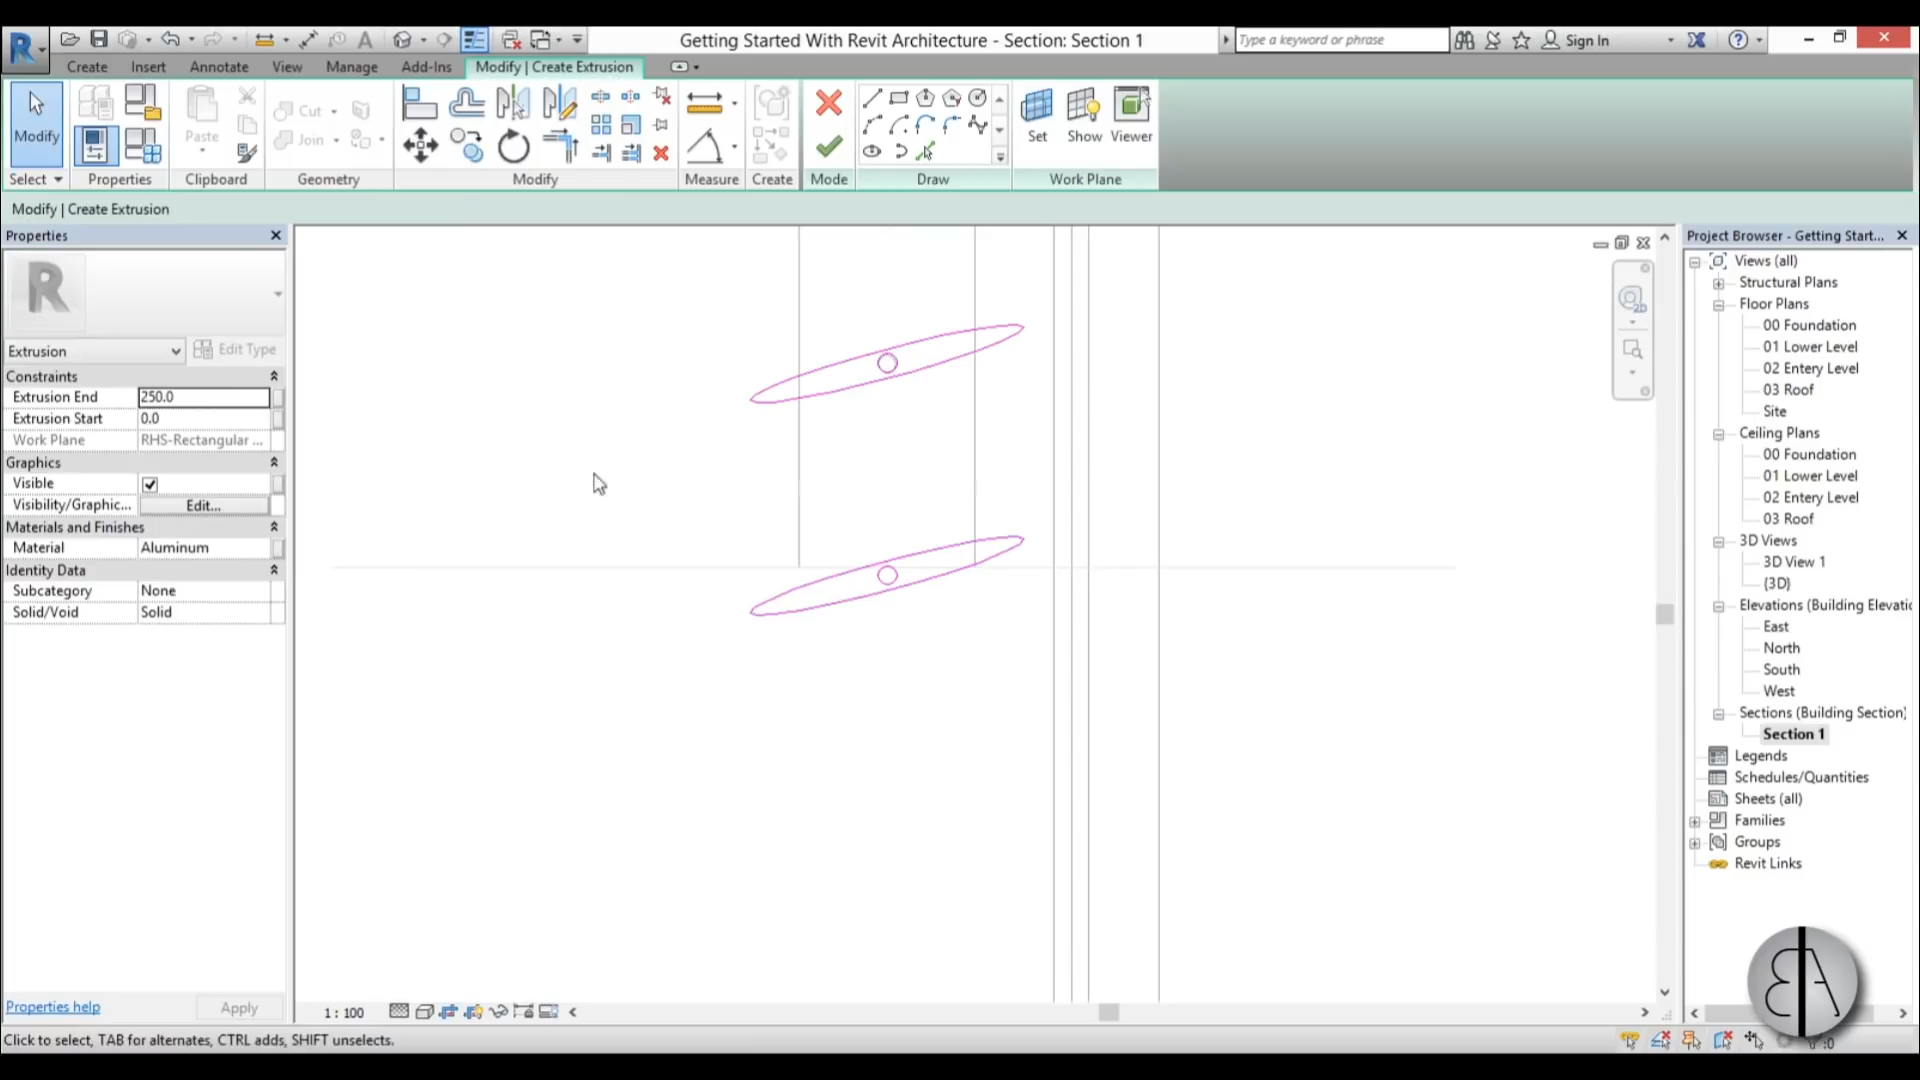 Getting Started With Revit Architecture - Section: Section 1
Type a keyword or phrase
Sign In
Create Insert Annotate View Manage Add-Ins Modify | Create Extrusion
Modify
Paste
Cut
Join
Set Show Viewer
Select Properties Clipboard Geometry Modify Measure Create Mode Draw Work Plane
Modify | Create Extrusion
Properties
Extrusion
Edit Type
Constraints
Extrusion End 250.0
Extrusion Start 0.0
Work Plane RHS-Rectangular ...
Graphics
Visible
Visibility/Graphic... Edit...
Materials and Finishes
Material Aluminum
Identity Data
Subcategory None
Solid/Void Solid
Properties help
Apply
2D
Project Browser - Getting Start...
Views (all)
Structural Plans
Floor Plans
00 Foundation
01 Lower Level
02 Entery Level
03 Roof
Site
Ceiling Plans
00 Foundation
01 Lower Level
02 Entery Level
03 Roof
3D Views
3D View 1
{3D}
Elevations (Building Elevatic
East
North
South
West
Sections (Building Section)
Section 1
Legends
Schedules/Quantities
Sheets (all)
Families
Groups
Revit Links
1 : 100
Click to select, TAB for alternates, CTRL adds, SHIFT unselects.
:0